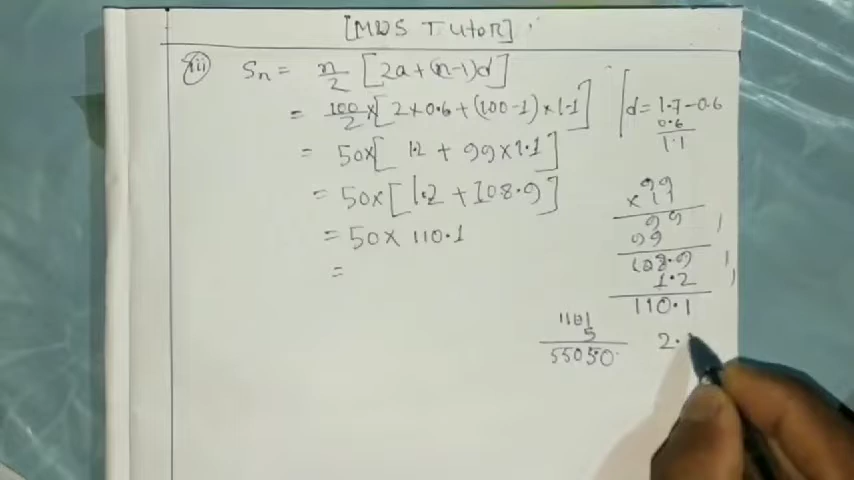 [MDS TUTOR]
(iii) Sn = n/2 [2a+(n-1)d]
= 100/2 × [2×0.6+(100-1)×1.1]
d = 1.7-0.6
0.6
1.1
= 50×[1.2 + 99×1.1]
= 50×[1.2 + 108.9]
= 50× 110.1
=
99
× 11
99
99
108.9
1.2
110.1
1101
5
55050
2.